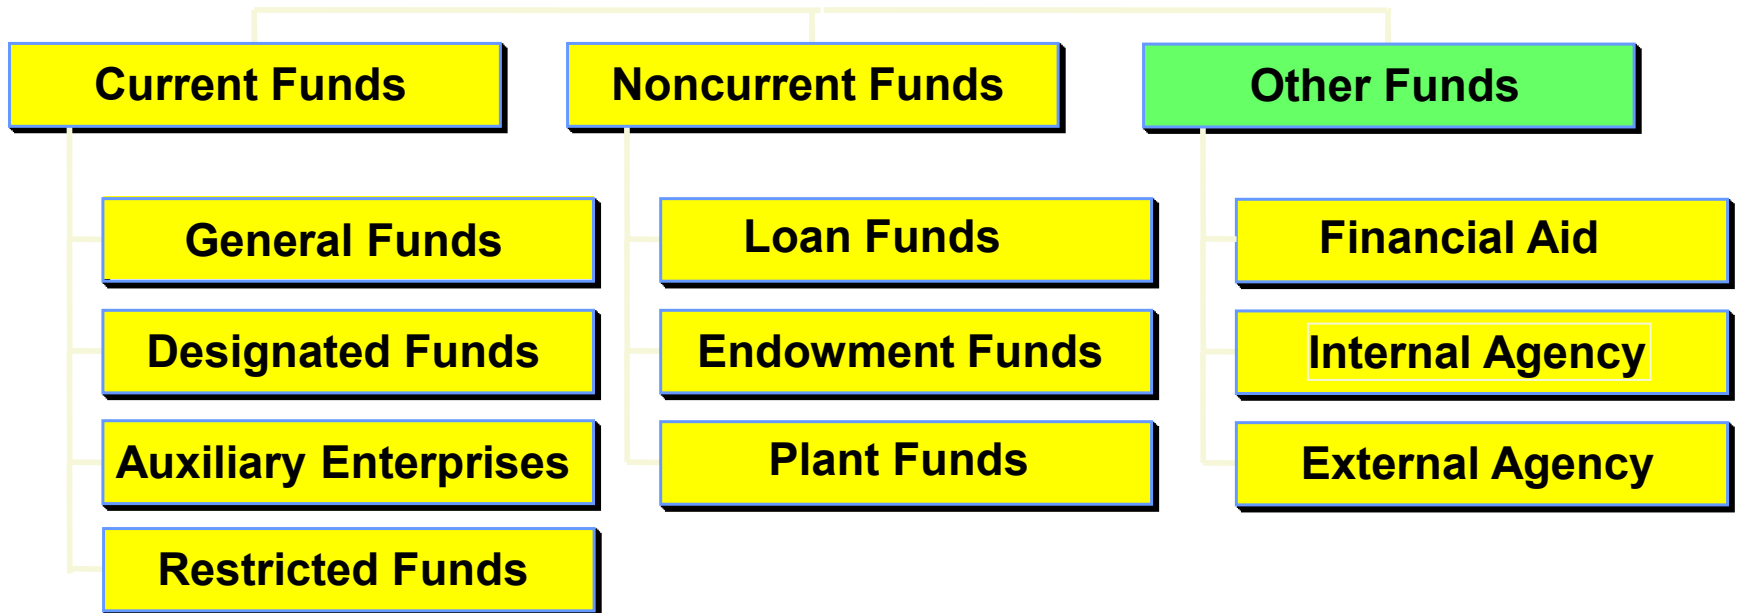 Current Funds
General Funds
Designated Funds
Auxiliary Enterprises
Restricted Funds
Noncurrent Funds
Loan Funds
Endowment Funds
Plant Funds
Other Funds
Financial Aid
Internal Agency
External Agency